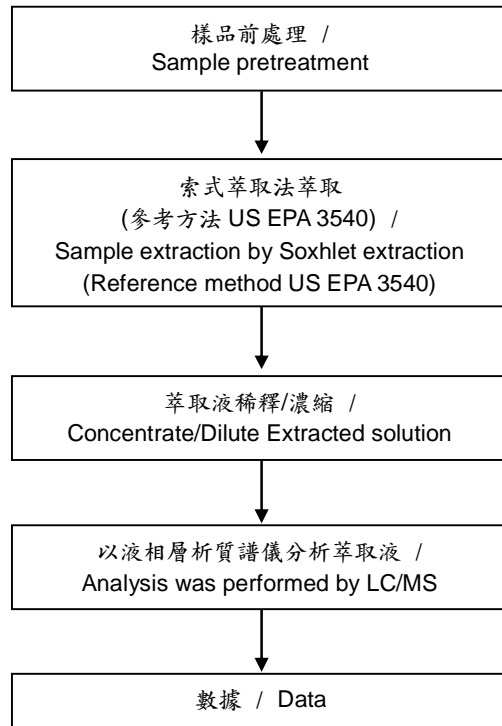 樣品前處理 /
Sample pretreatment
索式萃取法萃取
(參考方法 US EPA 3540) /
Sample extraction by Soxhlet extraction
(Reference method US EPA 3540)
萃取液稀釋/濃縮 /
Concentrate/Dilute Extracted solution
以液相層析質譜儀分析萃取液 /
Analysis was performed by LC/MS
數據 / Data